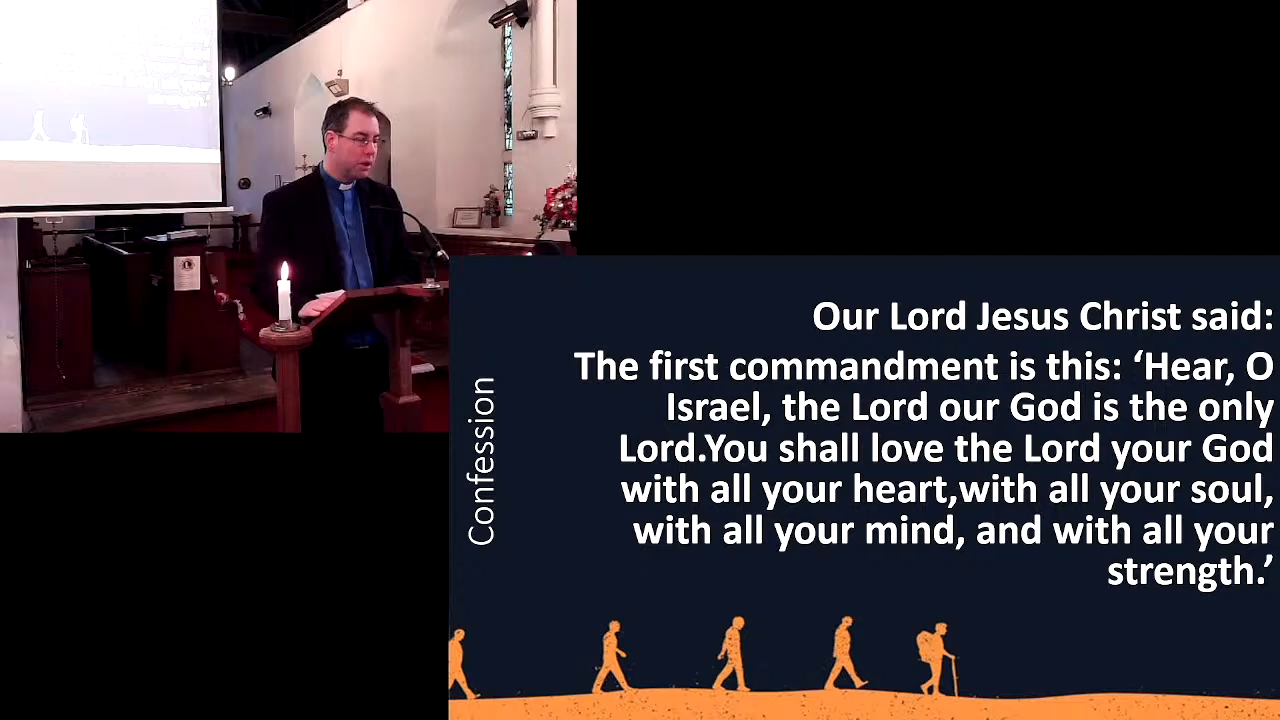 Our Lord Jesus Christ said:
The first commandment is this: ‘Hear, O
Israel, the Lord our God is the only
Lord.You shall love the Lord your God
with all your heart,with all your soul,
with all your mind, and with all your
strength.’
Confession